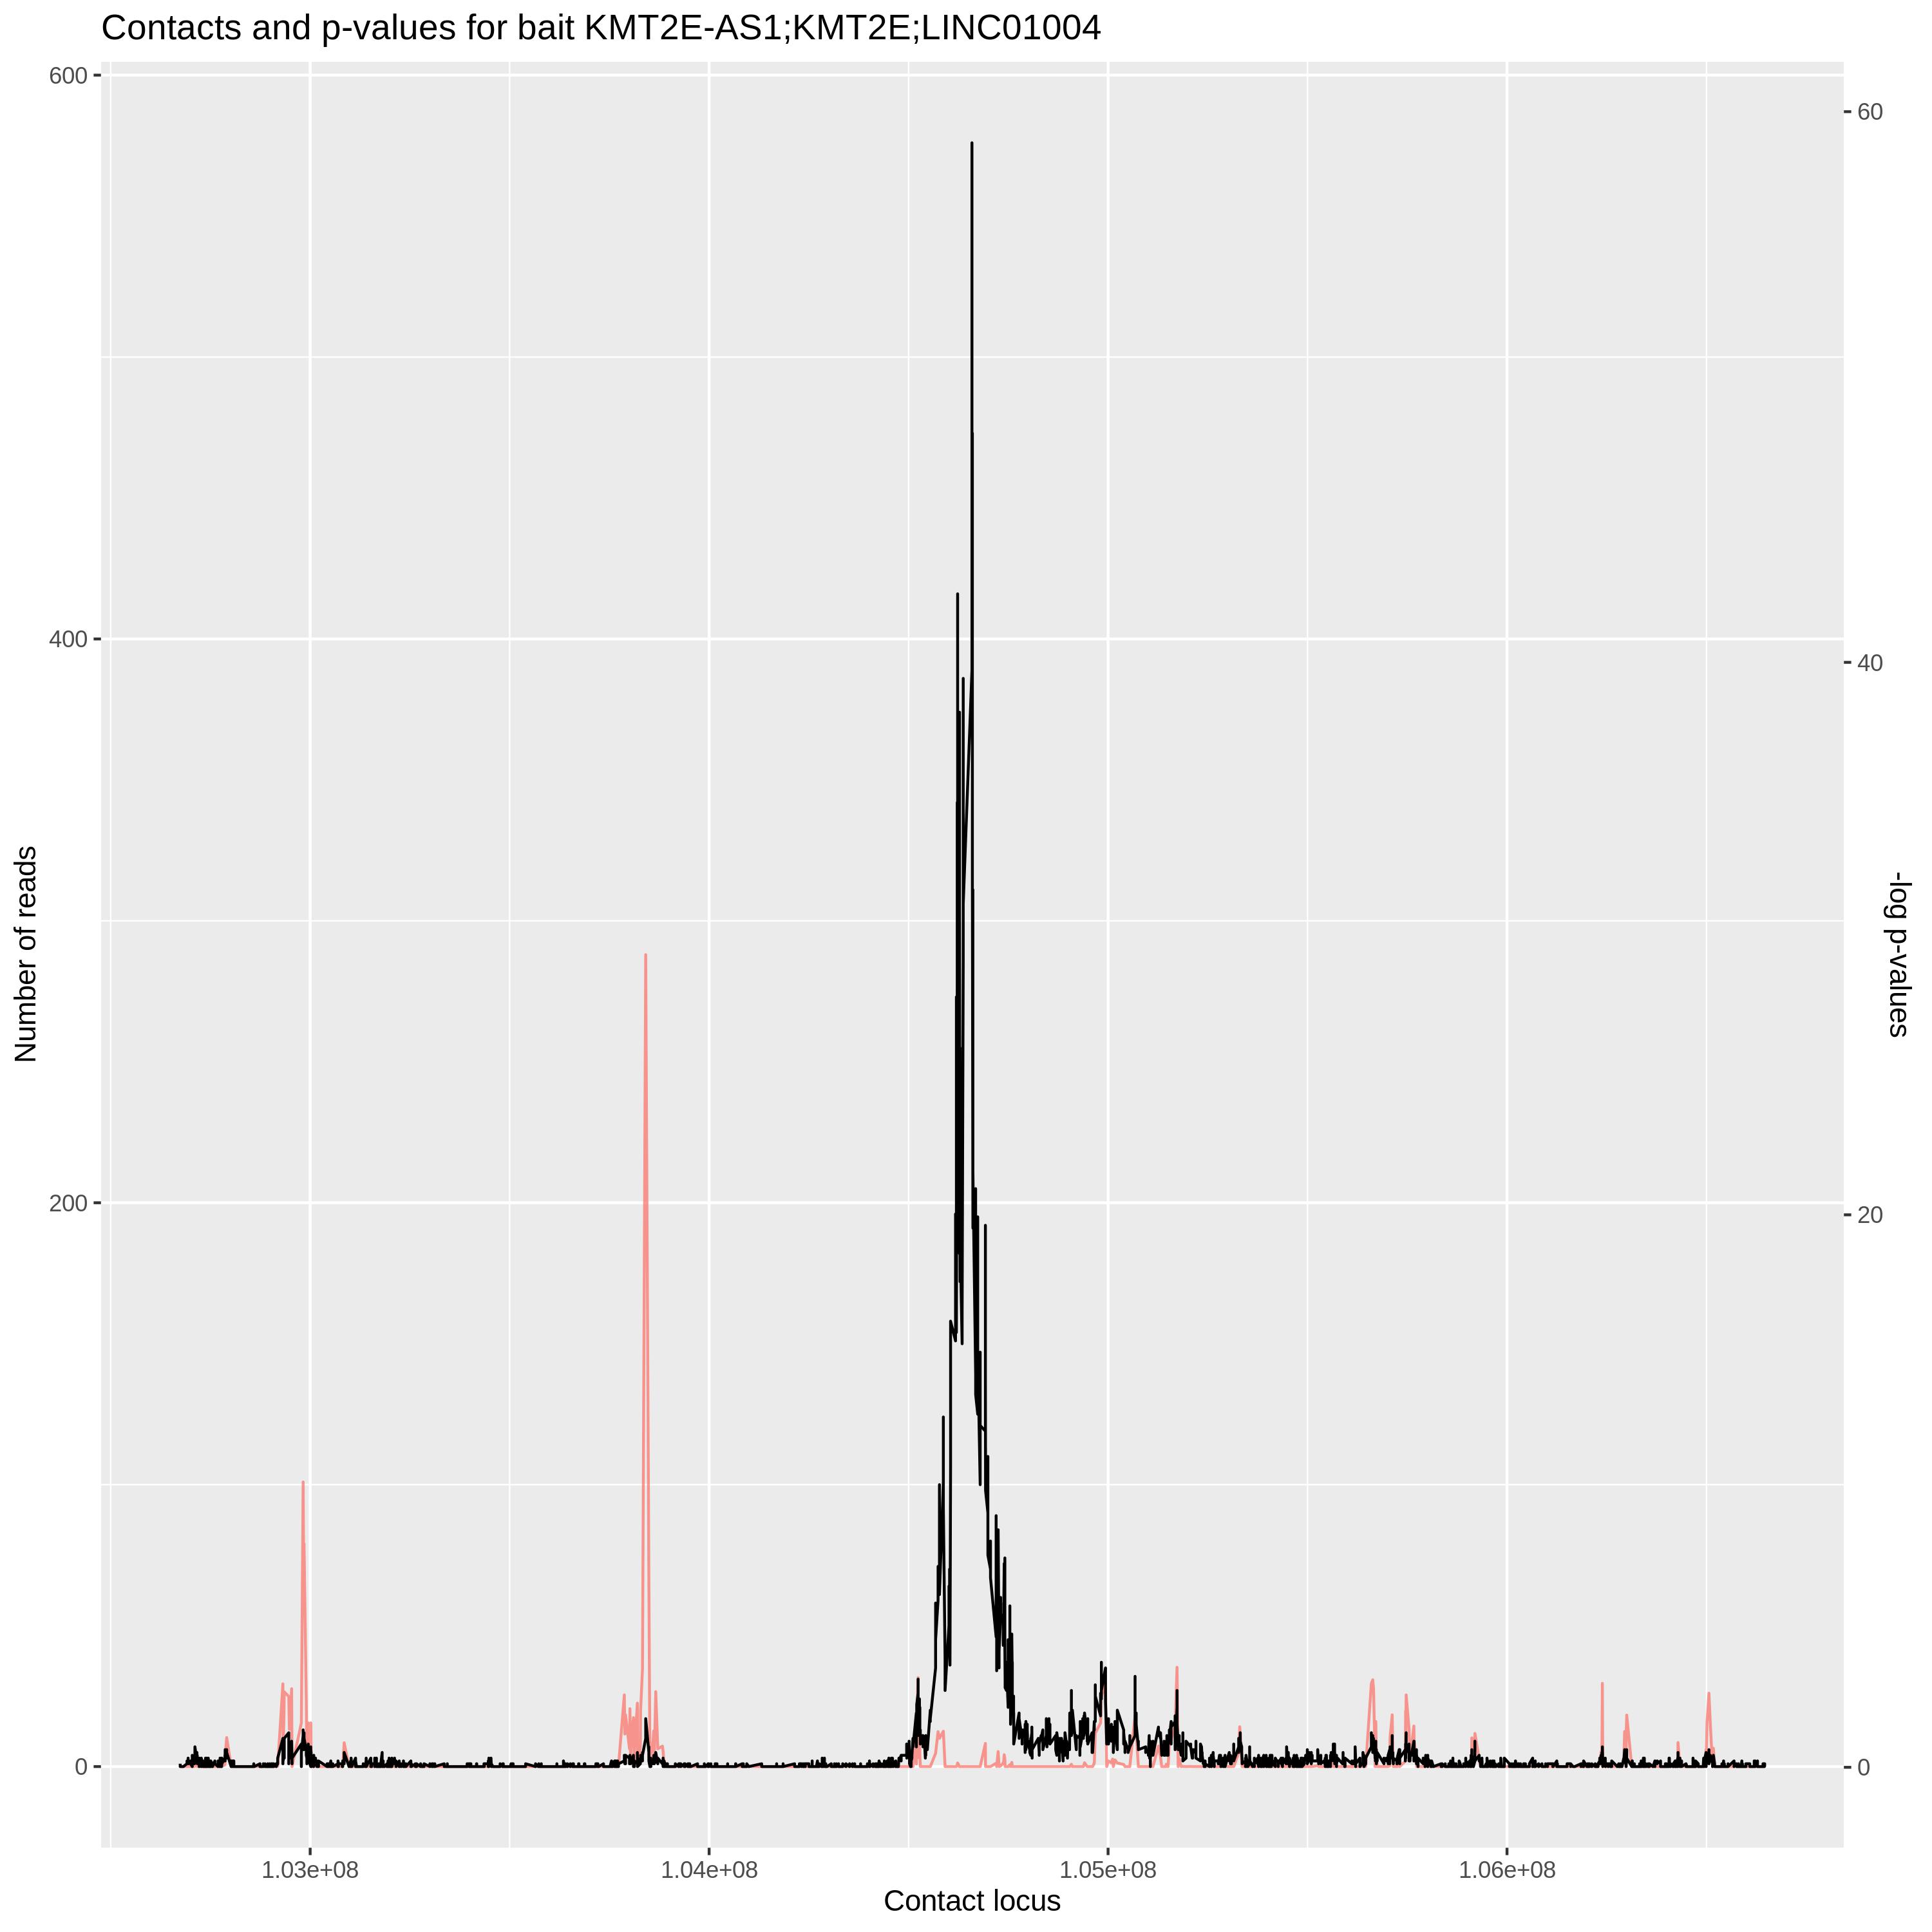 Contacts and p-values for bait KMT2E-AS1;KMT2E;LINC01004
600
400
200
0
Number of reads
60
40
20
0
-log p-values
1.03e+08
1.04e+08
1.05e+08
1.06e+08
Contact locus